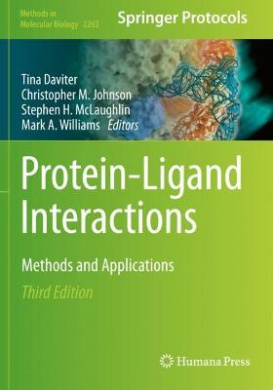 Methods in
Molecular Biology 2263
Springer Protocols
Tina Daviter
Christopher M. Johnson
Stephen H. McLaughlin
Mark A. Williams Editors
Protein-Ligand
Interactions
Methods and Applications
Third Edition
Humana Press